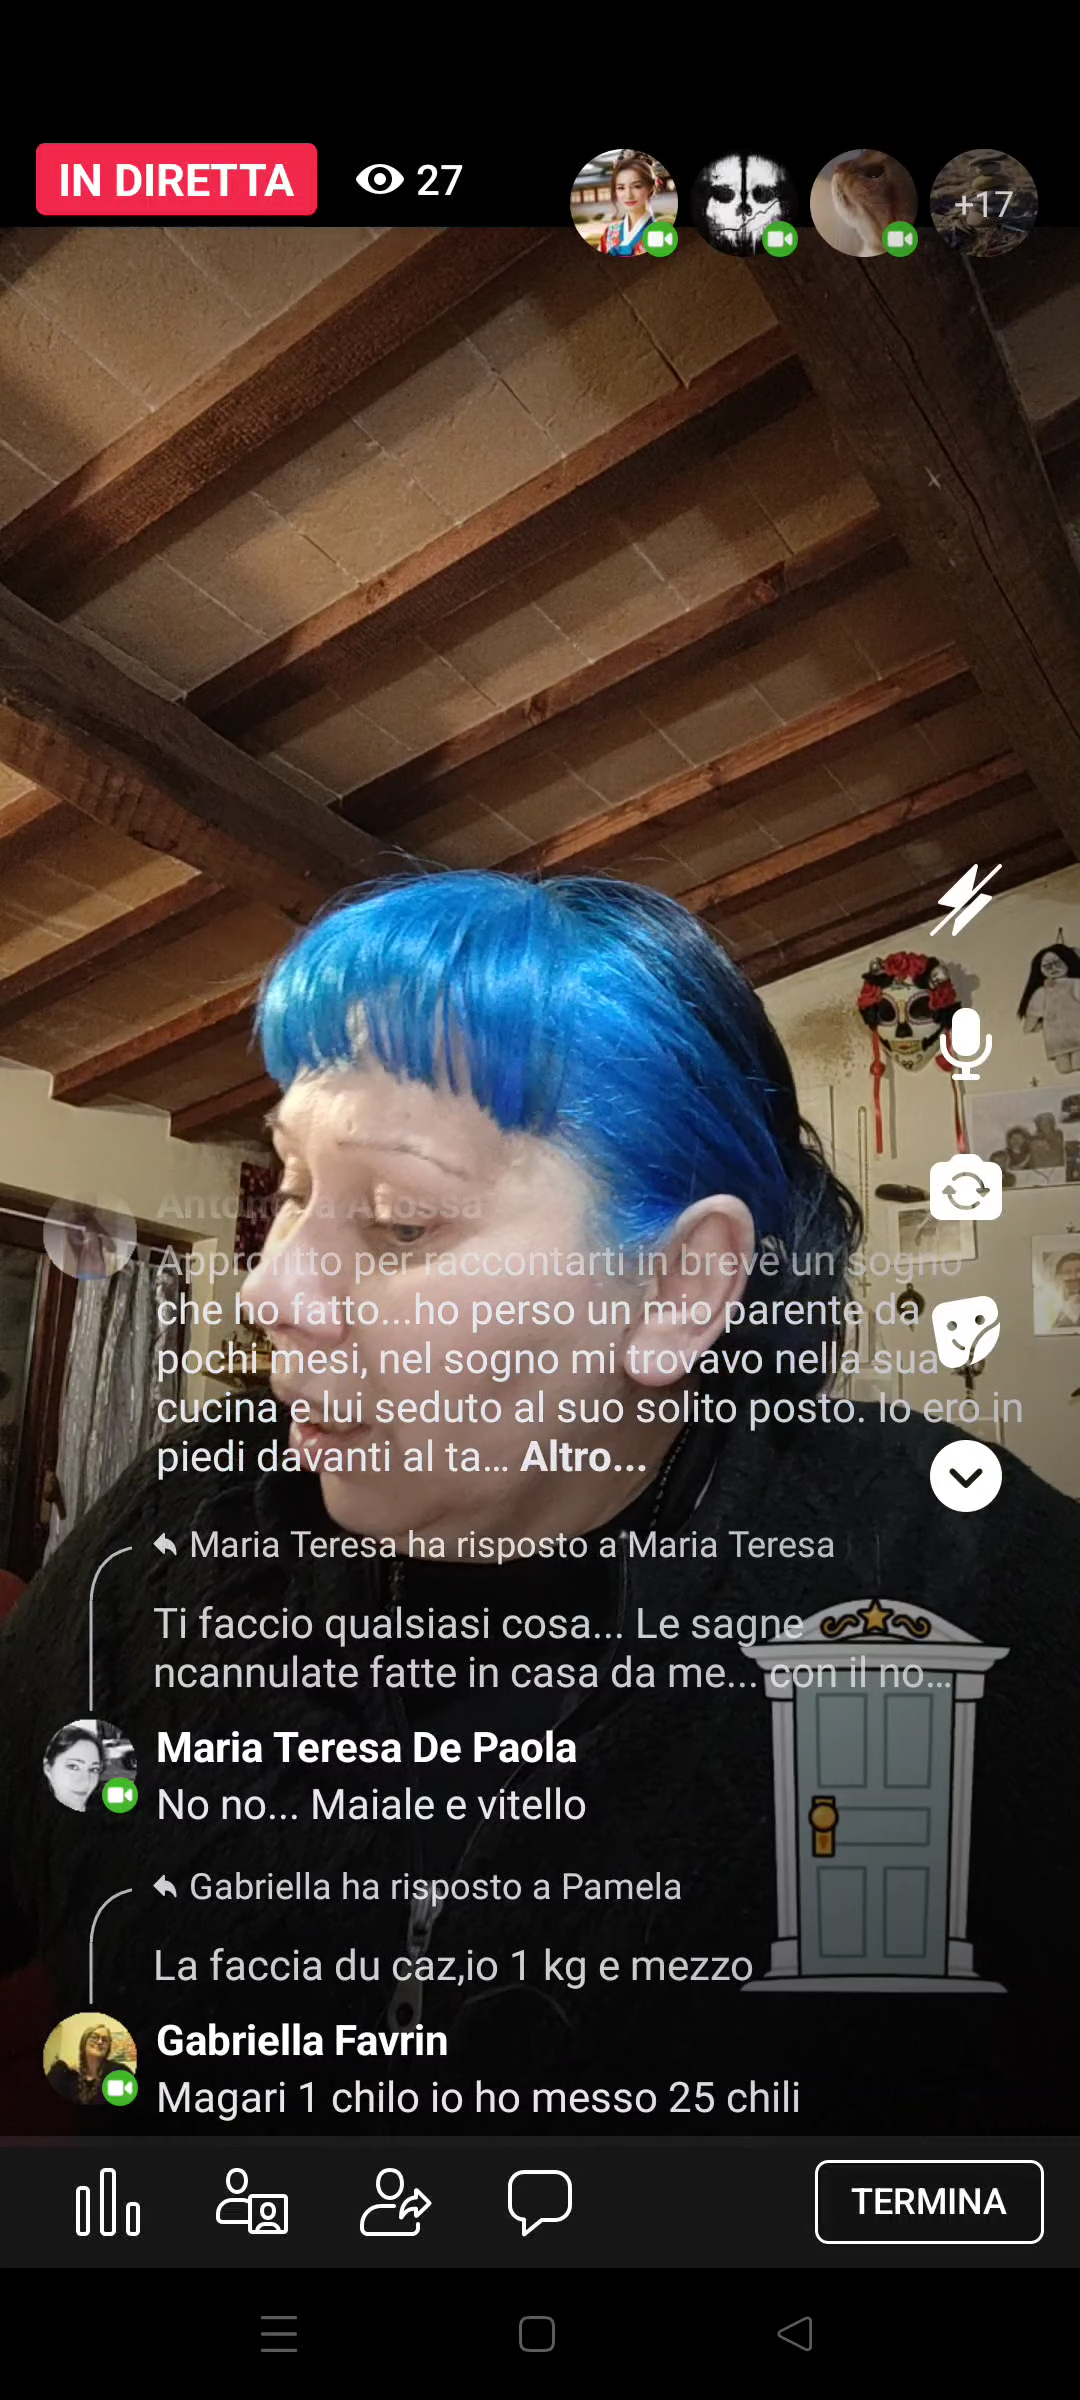 IN DIRETTA
27
+17
Approfitto per raccontarti in breve un sogno
che ho fatto...ho perso un mio parente da
pochi mesi, nel sogno mi trovavo nella sua
cucina e lui seduto al suo solito posto. Io ero in
piedi davanti al ta… Altro...
Maria Teresa ha risposto a Maria Teresa
Ti faccio qualsiasi cosa... Le sagne
ncannulate fatte in casa da me... con il no…
Maria Teresa De Paola
No no... Maiale e vitello
Gabriella ha risposto a Pamela
La faccia du caz,io 1 kg e mezzo
Gabriella Favrin
Magari 1 chilo io ho messo 25 chili
TERMINA